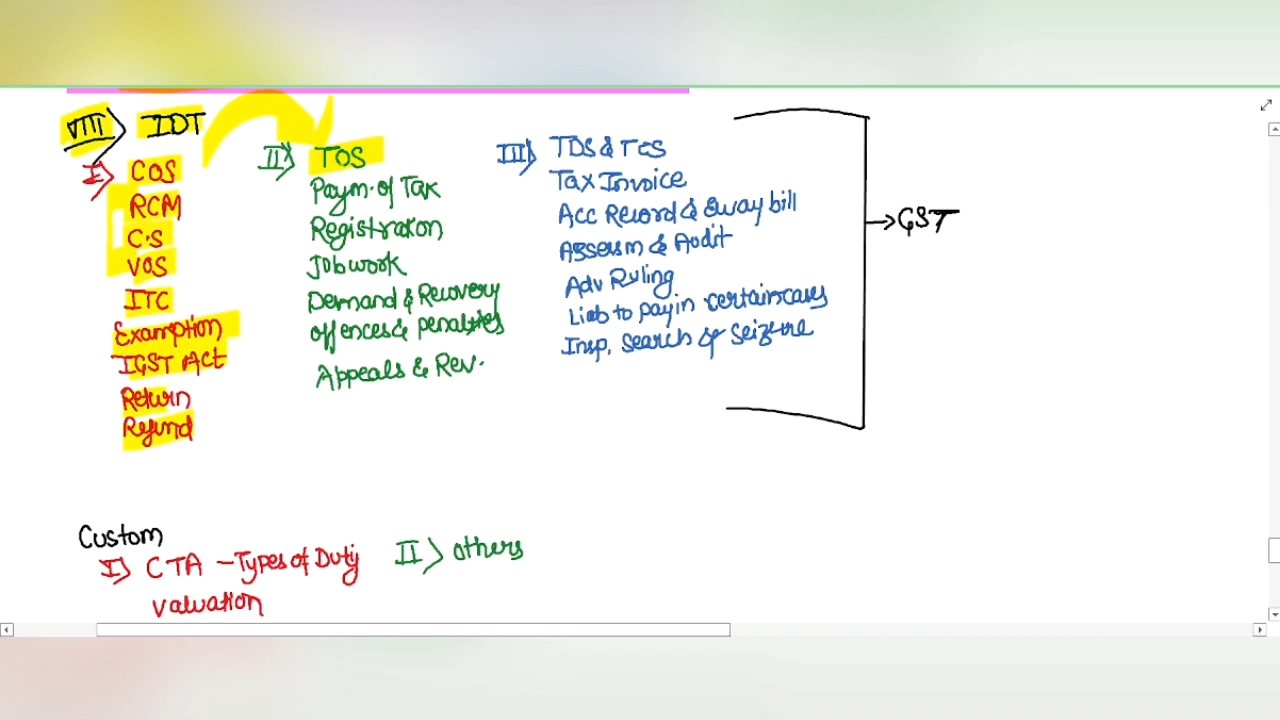 VIII> IDT
I> COS
RCM
C.S
VOS
ITC
Examption
IGST Act
Return
Refund
II> TOS
Paym. of Tax
Registration
Jobwork
Demand & Recovery
offences & penalties
Appeals & Rev.
III> TDS & TCS
Tax Invoice
Acc Record & Eway bill
Assessm & Audit
Adv Ruling
Liab to pay in certain cases
Insp. Search & Seizure
→GST
Custom
I> CTA - Types of Duty
valuation
II> others